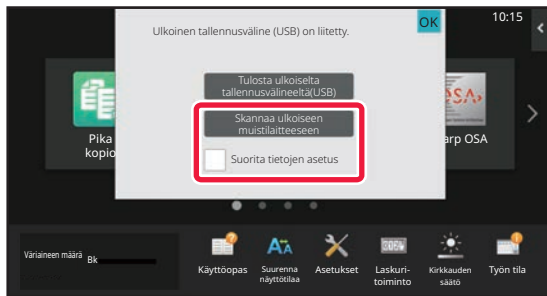 10:15
Ulkoinen tallennusväline (USB) on liitetty.
OK
Tulosta ulkoiselta
tallennusvälineeltä(USB)
Skannaa ulkoiseen
muistilaitteeseen
Suorita tietojen asetus
Pika
kopio
OSA
arp OSA
Väriaineen määrä
Bk
Käyttöopas
Suurenna
näyttötilaa
Asetukset
Laskuri-
toiminto
Kirkkauden
säätö
Työn tila